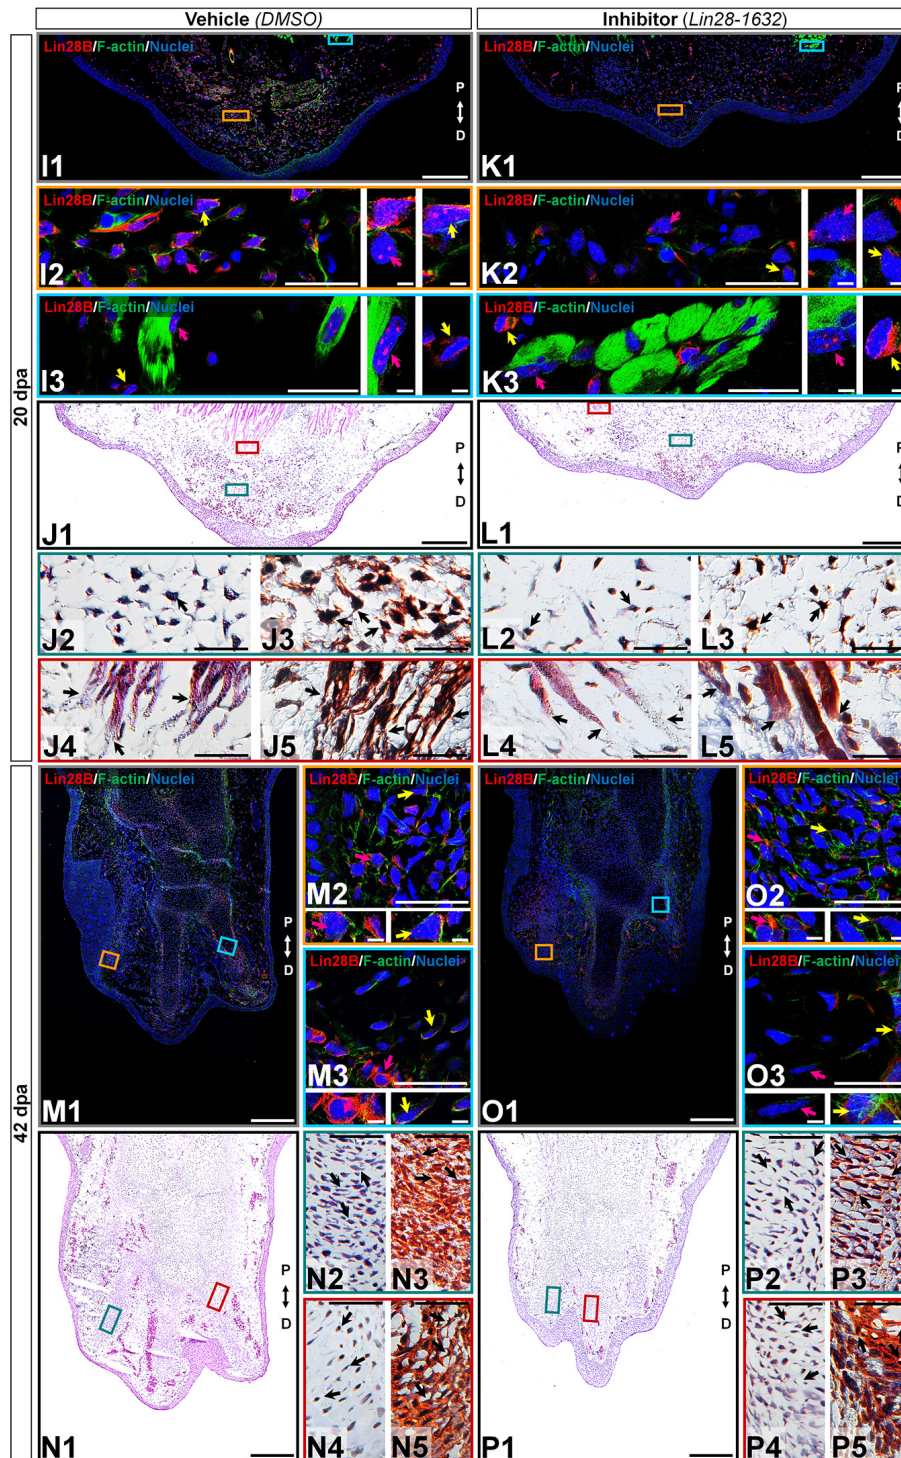 Vehicle (DMSO)
Inhibitor (Lin28-1632)
20 dpa
Lin28B/F-actin/Nuclei
P
D
I1
Lin28B/F-actin/Nuclei
P
D
K1
Lin28B/F-actin/Nuclei
I2
Lin28B/F-actin/Nuclei
K2
Lin28B/F-actin/Nuclei
I3
Lin28B/F-actin/Nuclei
K3
P
D
J1
P
D
L1
J2
J3
L2
L3
J4
J5
L4
L5
42 dpa
Lin28B/F-actin/Nuclei
P
D
M1
Lin28B/F-actin/Nuclei
M2
Lin28B/F-actin/Nuclei
M3
Lin28B/F-actin/Nuclei
P
D
O1
Lin28B/F-actin/Nuclei
O2
Lin28B/F-actin/Nuclei
O3
P
D
N1
N2
N3
N4
N5
P
D
P1
P2
P3
P4
P5